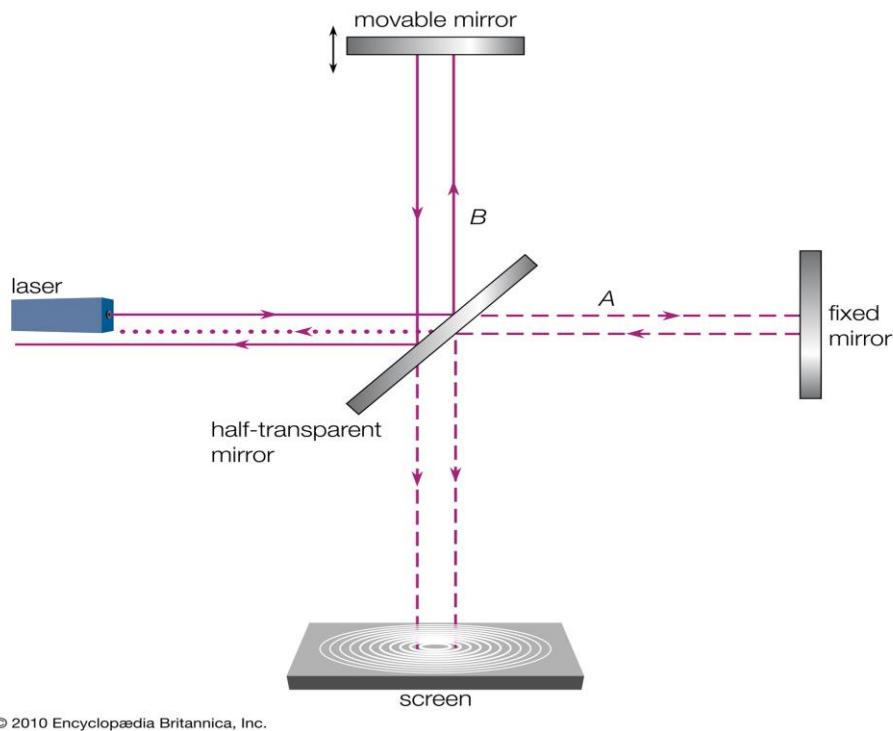 movable mirror
B
laser
A
fixed
mirror
half-transparent
mirror
screen
© 2010 Encyclopædia Britannica, Inc.